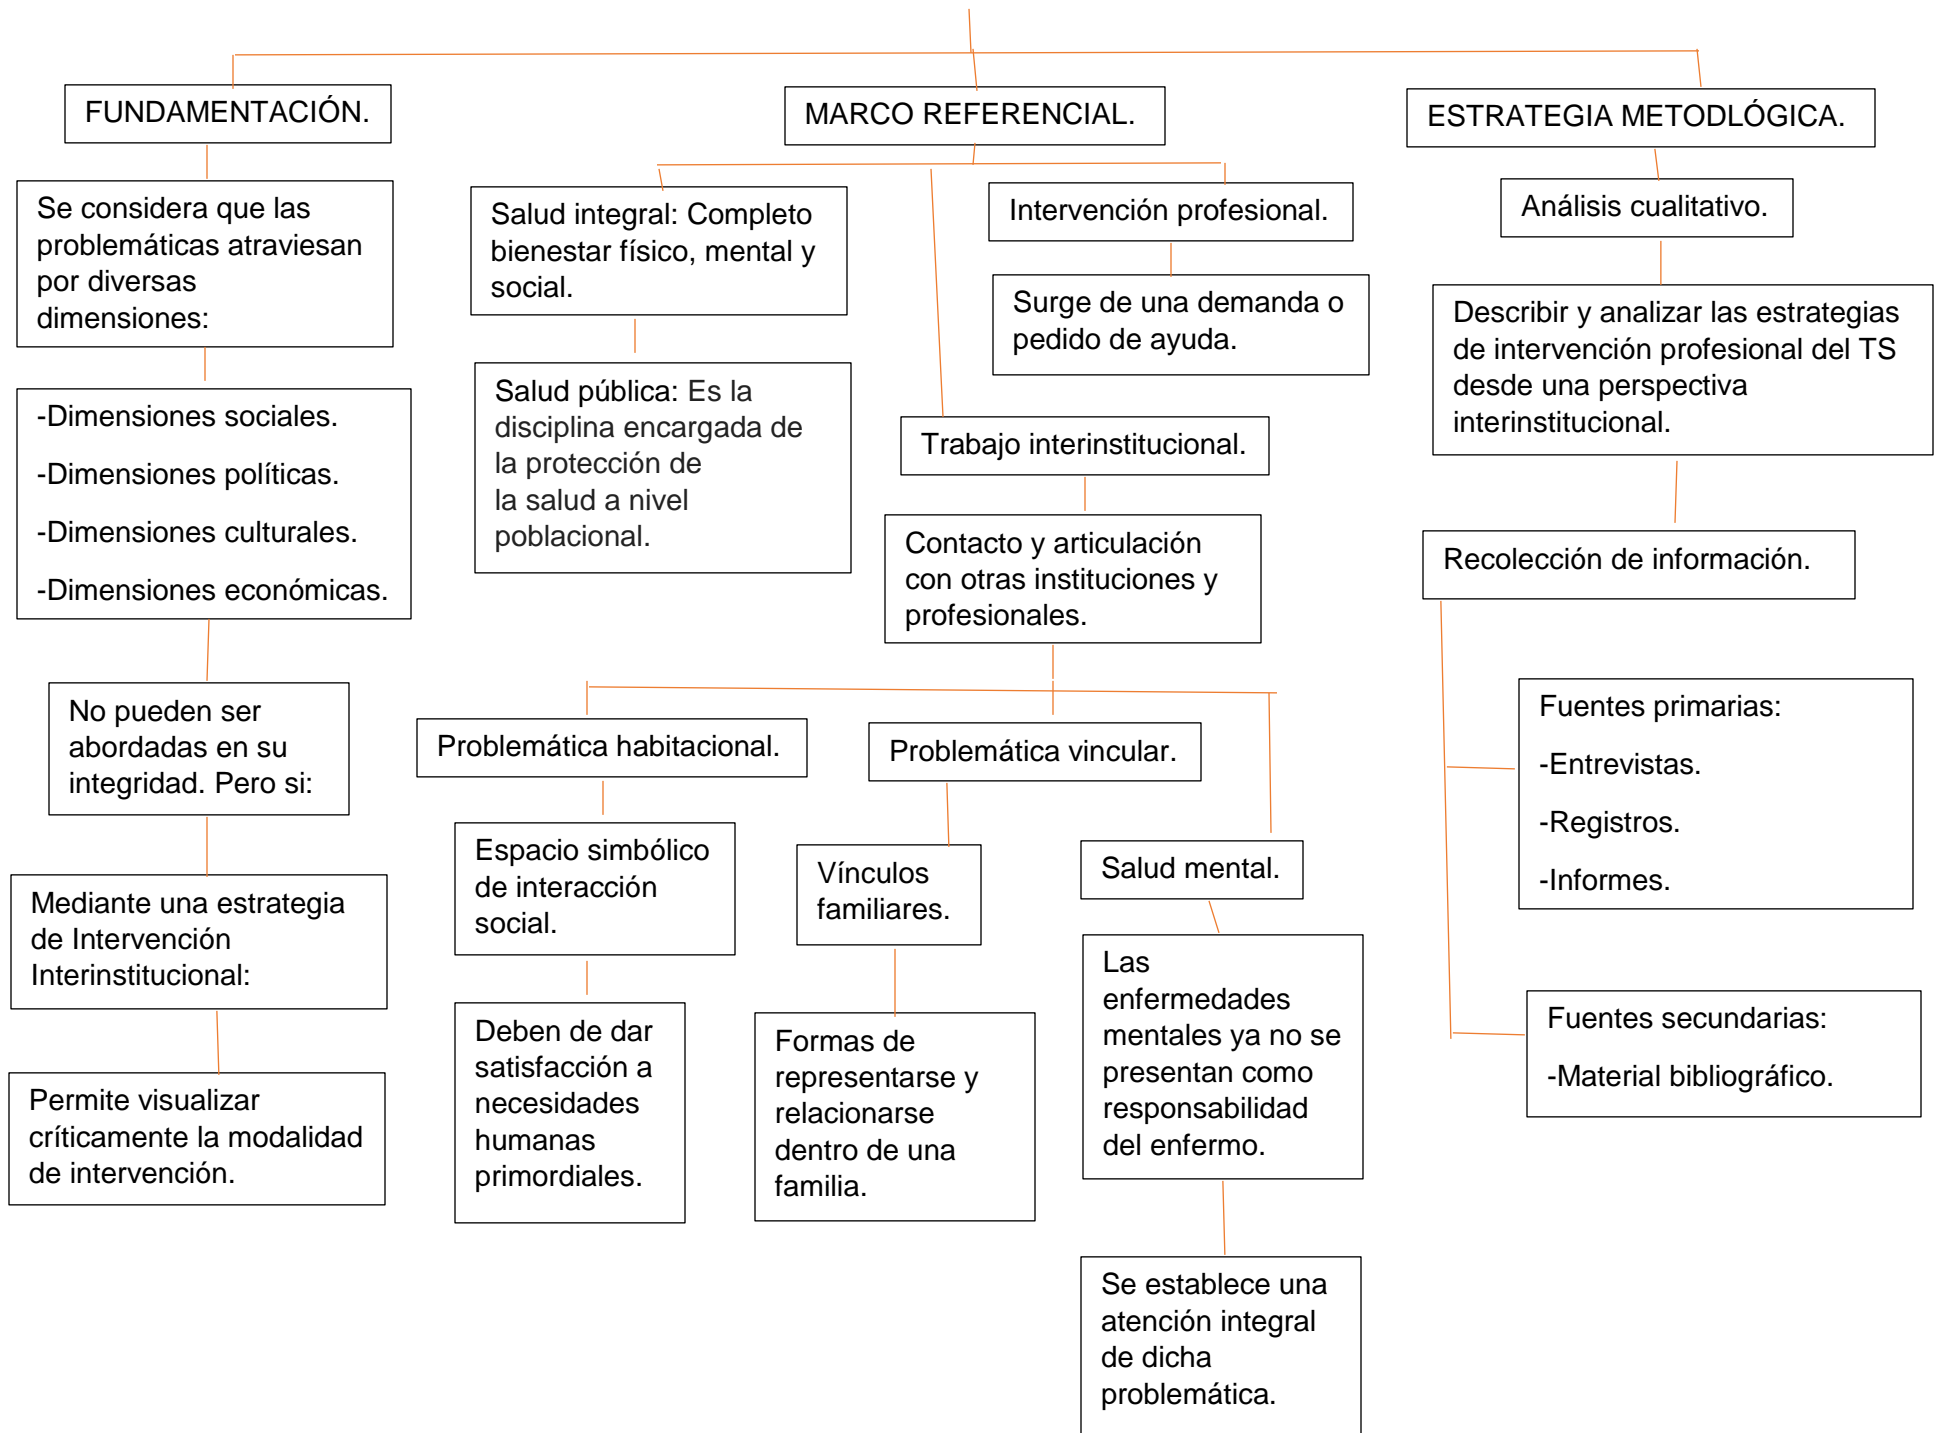 FUNDAMENTACIÓN.
Se considera que las
problemáticas atraviesan
por diversas
dimensiones:
-Dimensiones sociales.
-Dimensiones políticas.
-Dimensiones culturales.
-Dimensiones económicas.
No pueden ser
abordadas en su
integridad. Pero si:
Mediante una estrategia
de Intervención
Interinstitucional:
Permite visualizar
críticamente la modalidad
de intervención.
MARCO REFERENCIAL.
Salud integral: Completo
bienestar físico, mental y
social.
Salud pública: Es la
disciplina encargada de
la protección de
la salud a nivel
poblacional.
Intervención profesional.
Surge de una demanda o
pedido de ayuda.
Trabajo interinstitucional.
Contacto y articulación
con otras instituciones y
profesionales.
Problemática habitacional.
Espacio simbólico
de interacción
social.
Deben de dar
satisfacción a
necesidades
humanas
primordiales.
Problemática vincular.
Vínculos
familiares.
Formas de
representarse y
relacionarse
dentro de una
familia.
Salud mental.
Las
enfermedades
mentales ya no se
presentan como
responsabilidad
del enfermo.
Se establece una
atención integral
de dicha
problemática.
ESTRATEGIA METODLÓGICA.
Análisis cualitativo.
Describir y analizar las estrategias
de intervención profesional del TS
desde una perspectiva
interinstitucional.
Recolección de información.
Fuentes primarias:
-Entrevistas.
-Registros.
-Informes.
Fuentes secundarias:
-Material bibliográfico.